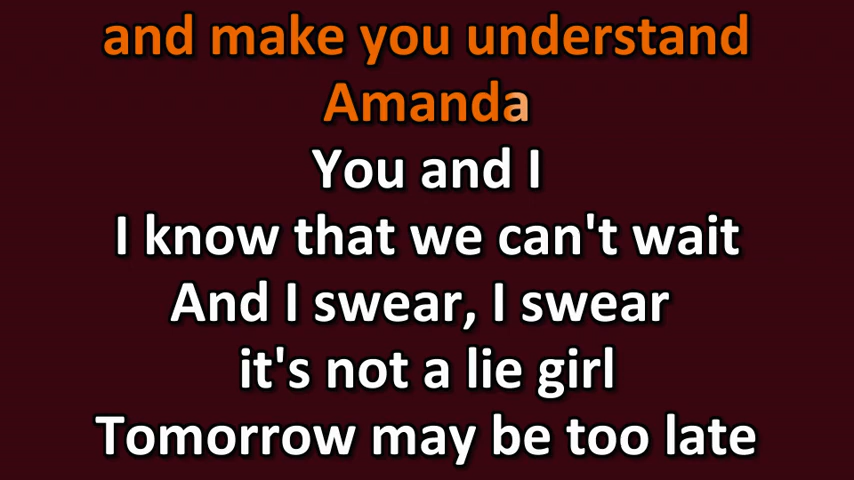 and make you understand
Amanda
You and I
I know that we can't wait
And I swear, I swear
it's not a lie girl
Tomorrow may be too late